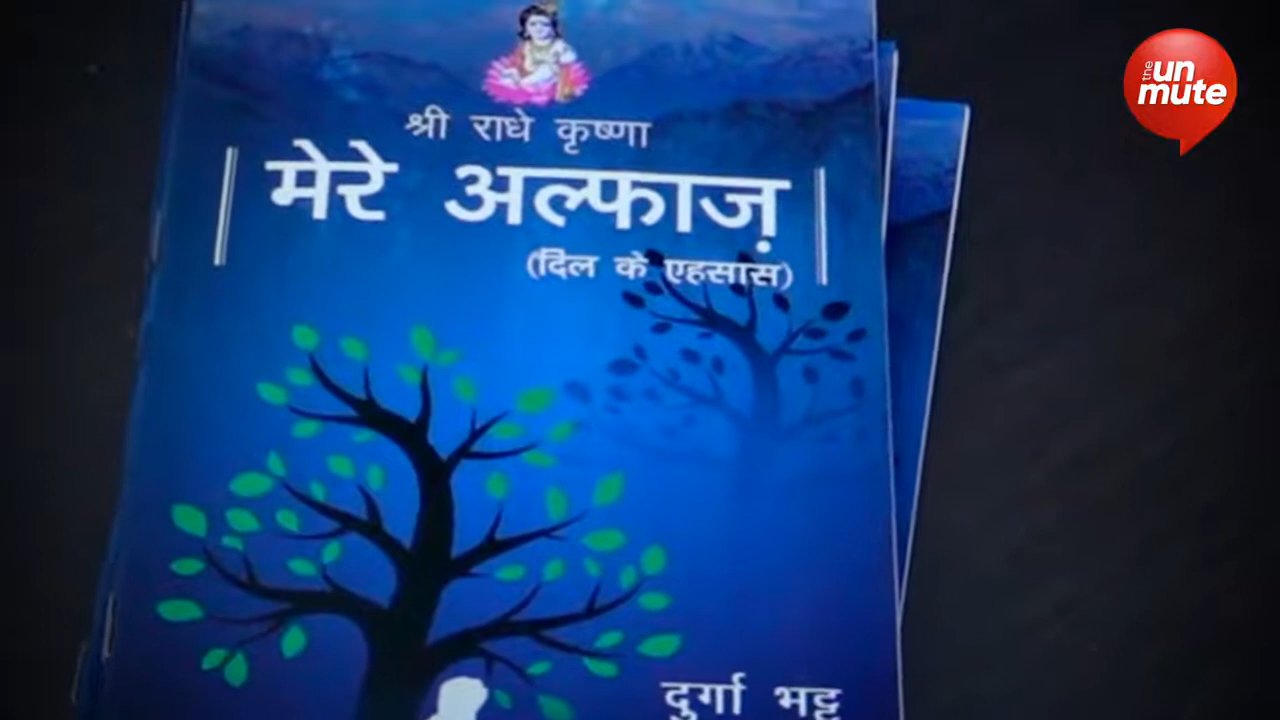 श्री राधे कृष्णा
मेरे अल्फाज़
(दिल के एहसास)
दुर्गा भट्ट
the
un
mute